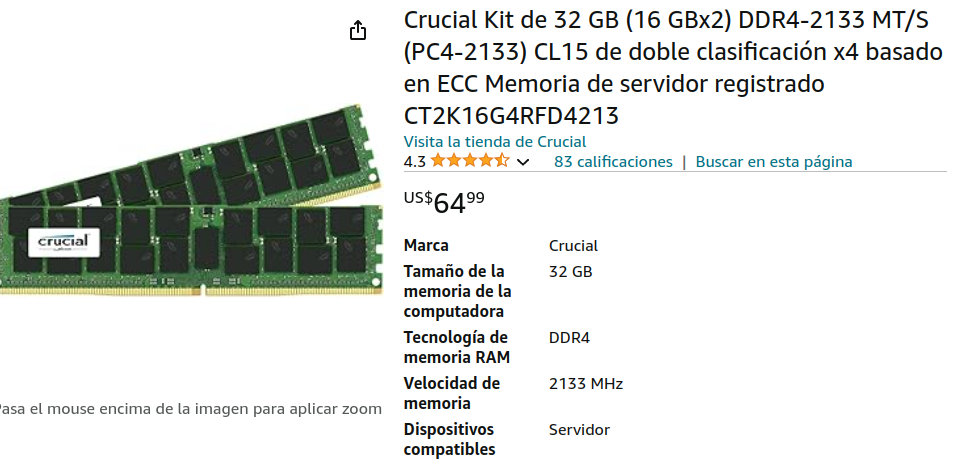 Crucial Kit de 32 GB (16 GBx2) DDR4-2133 MT/S
(PC4-2133) CL15 de doble clasificación x4 basado
en ECC Memoria de servidor registrado
CT2K16G4RFD4213
Visita la tienda de Crucial
4.3 83 calificaciones | Buscar en esta página
US$6499
Marca Crucial
Tamaño de la 32 GB
memoria de la
computadora
Tecnología de DDR4
memoria RAM
Velocidad de 2133 MHz
memoria
Dispositivos Servidor
compatibles
crucial
Pasa el mouse encima de la imagen para aplicar zoom